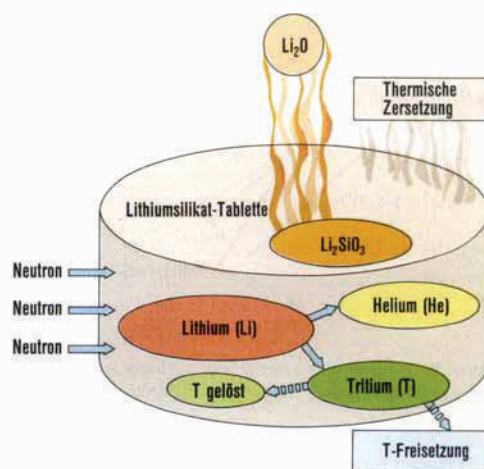 Li₂O
Thermische
Zersetzung
Lithiumsilikat-Tablette
Li₂SiO₃
Neutron
Neutron
Neutron
Helium (He)
Lithium (Li)
T gelöst
Tritium (T)
T-Freisetzung